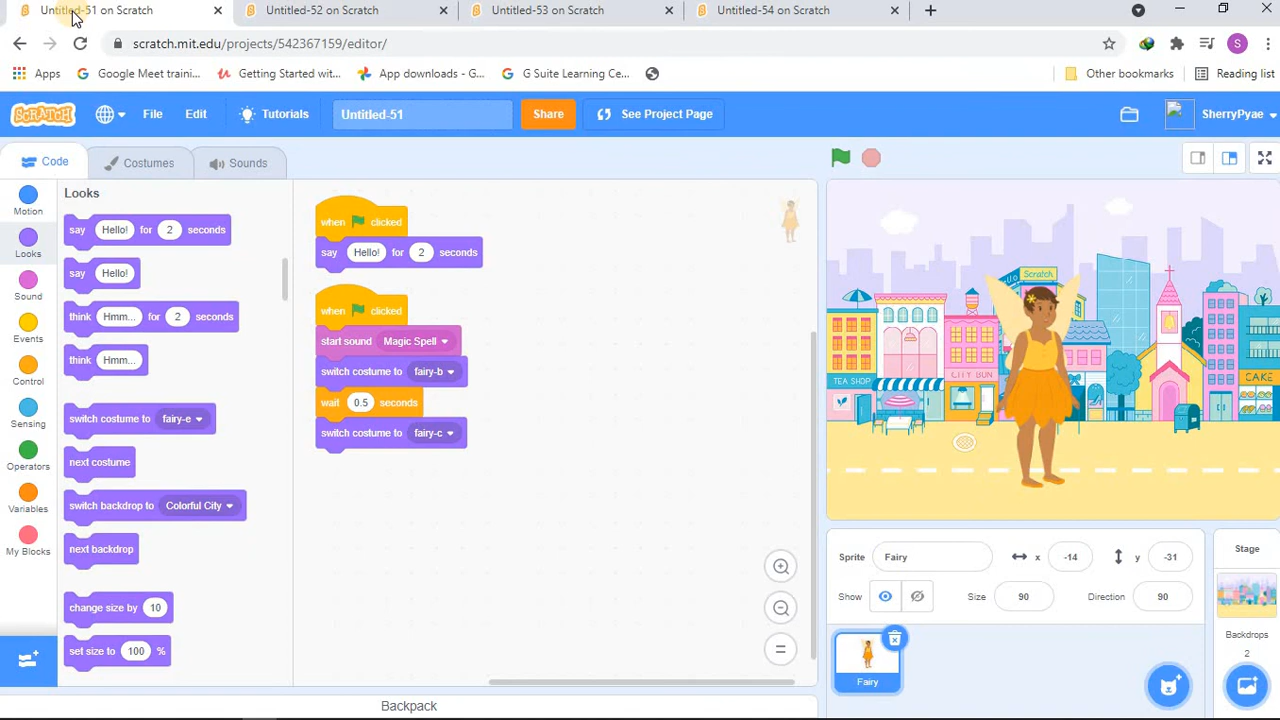 Untitled-51 on Scratch
Untitled-52 on Scratch
Untitled-53 on Scratch
Untitled-54 on Scratch
scratch.mit.edu/projects/542367159/editor/
S
Apps
Google Meet traini...
Getting Started wit...
App downloads - G...
G Suite Learning Ce...
Other bookmarks
Reading list
SCRATCH
File
Edit
Tutorials
Untitled-51
Share
See Project Page
SherryPyae
Code
Costumes
Sounds
Motion
Looks
Sound
Events
Control
Sensing
Operators
Variables
My Blocks
Looks
say Hello! for 2 seconds
say Hello!
think Hmm... for 2 seconds
think Hmm...
switch costume to fairy-e
next costume
switch backdrop to Colorful City
next backdrop
change size by 10
set size to 100 %
when clicked
say Hello! for 2 seconds
when clicked
start sound Magic Spell
switch costume to fairy-b
wait 0.5 seconds
switch costume to fairy-c
Scratch
TEA SHOP
CITY BUN
CAKE
Sprite Fairy x -14 y -31
Show Size 90 Direction 90
Fairy
Stage
Backdrops
2
Backpack